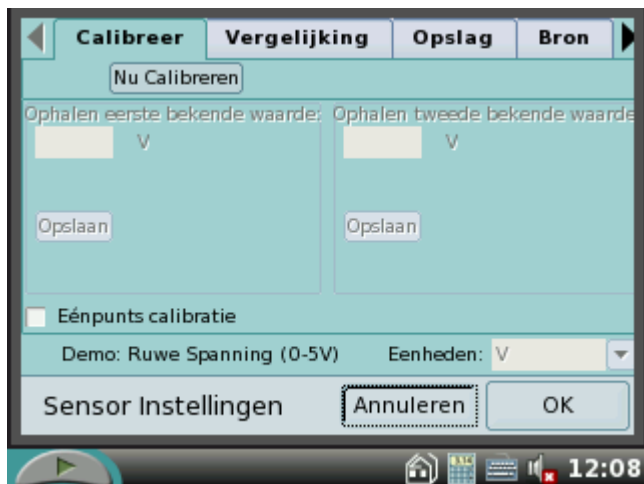 Calibreer Vergelijking Opslag Bron
Nu Calibreren
Ophalen eerste bekende waarde: Ophalen tweede bekende waarde
V V
Opslaan Opslaan
Eénpunts calibratie
Demo: Ruwe Spanning (0-5V) Eenheden: V
Sensor Instellingen Annuleren OK
12:08